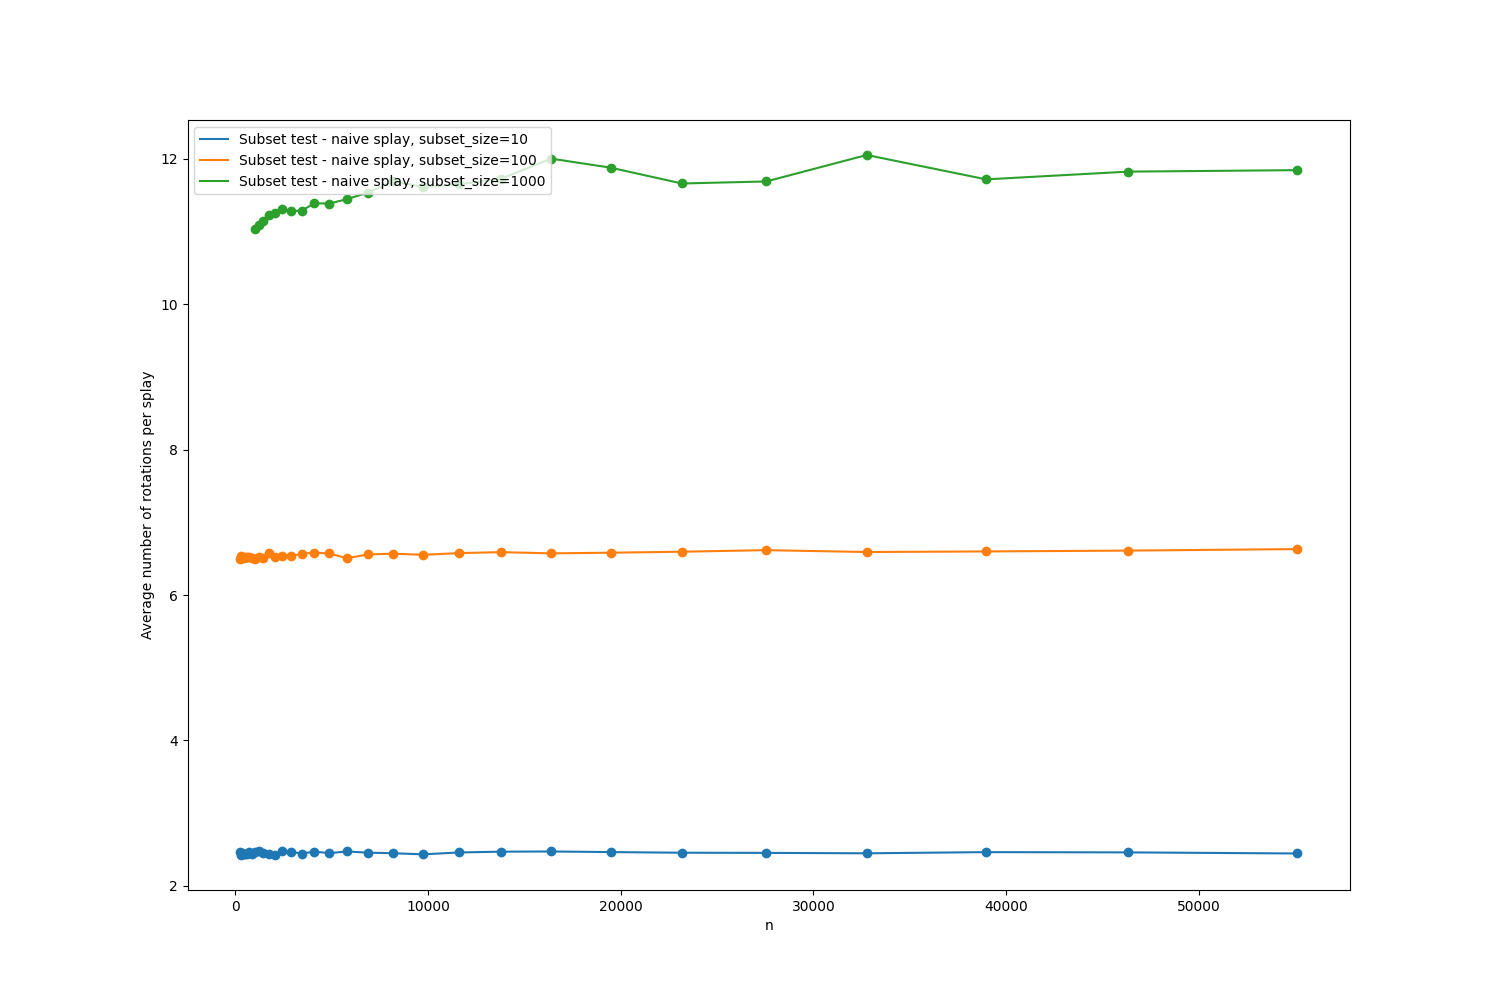 Subset test - naive splay, subset_size=10
Subset test - naive splay, subset_size=100
Subset test - naive splay, subset_size=1000
12
10
8
6
4
2
Average number of rotations per splay
0 10000 20000 30000 40000 50000
n